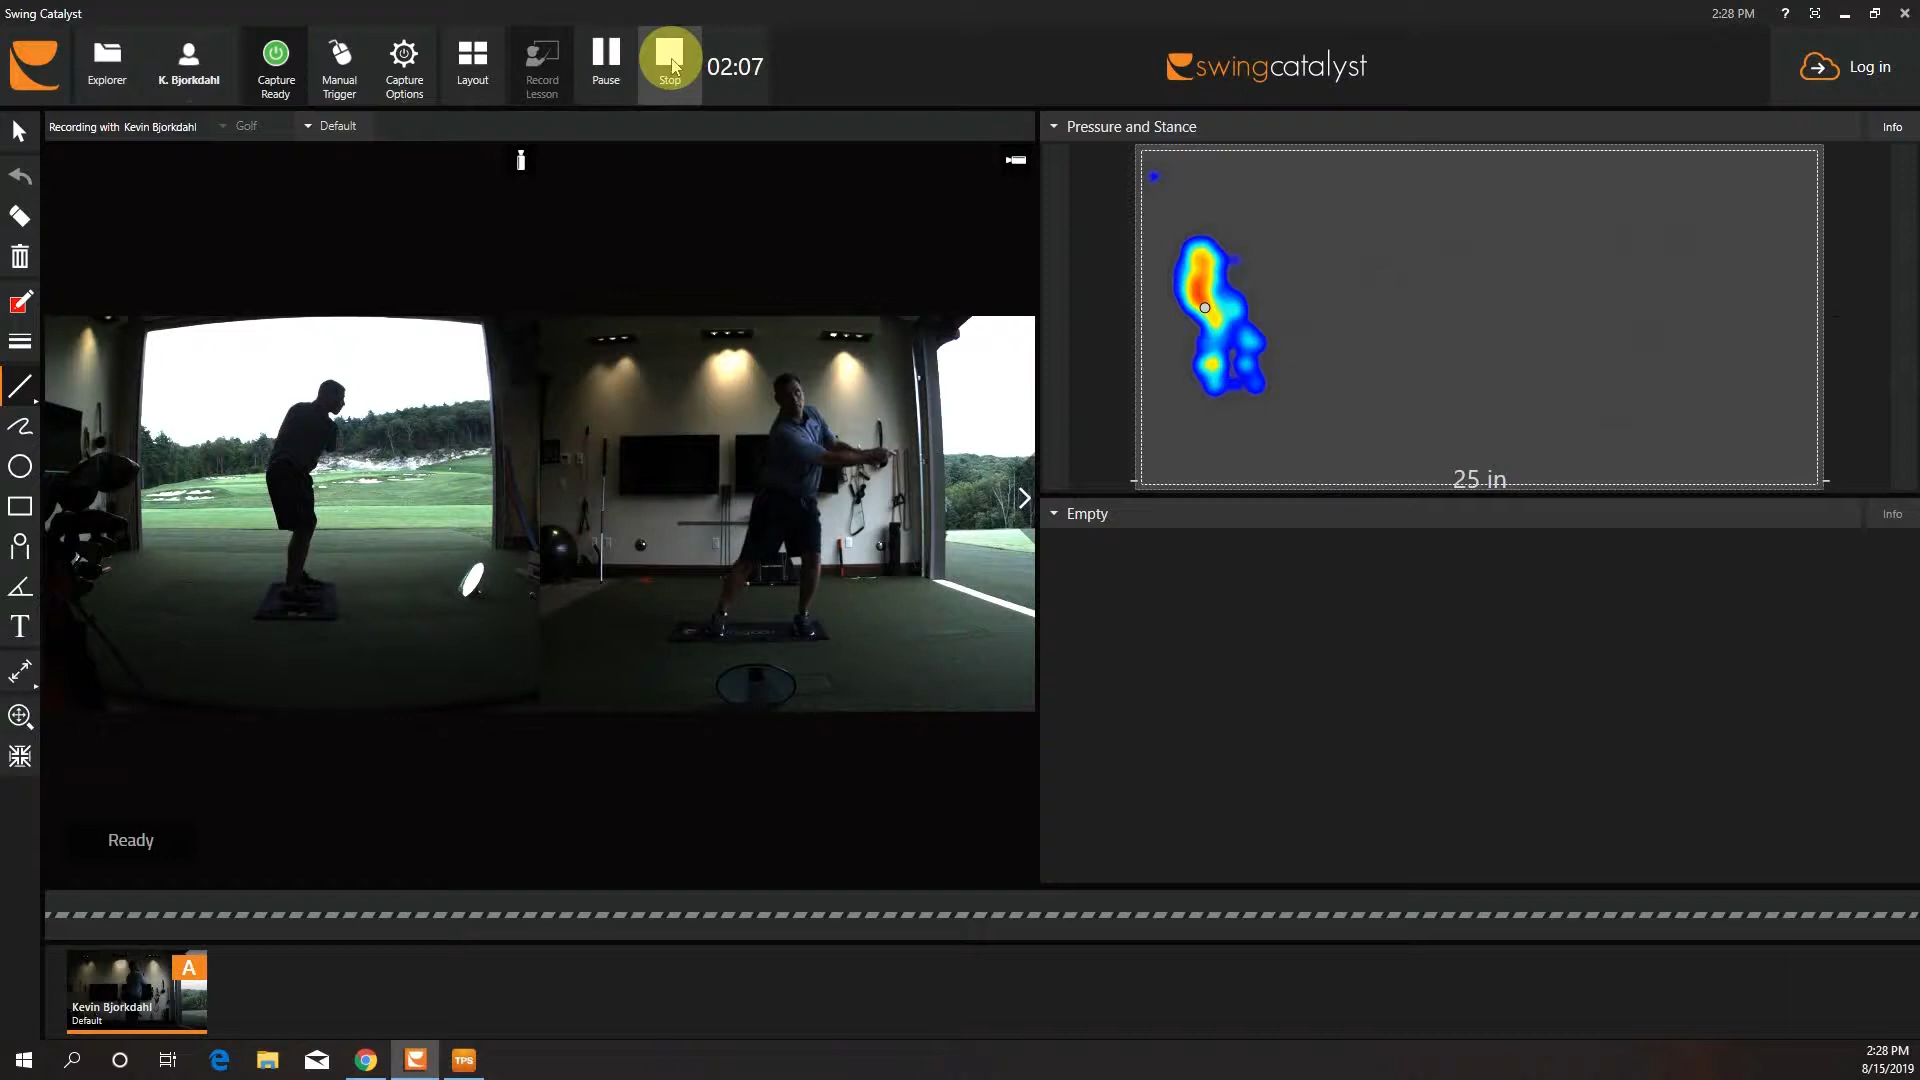 Swing Catalyst
2:28 PM
?
Explorer
K. Bjorkdahl
Capture
Ready
Manual
Trigger
Capture
Options
Layout
Record
Lesson
Pause
Stop
02:07
swingcatalyst
Log in
Recording with Kevin Bjorkdahl
Golf
Default
Pressure and Stance
Info
25 in
Empty
Info
T
Ready
A
Kevin Bjorkdahl
Default
TPS
2:28 PM
8/15/2019